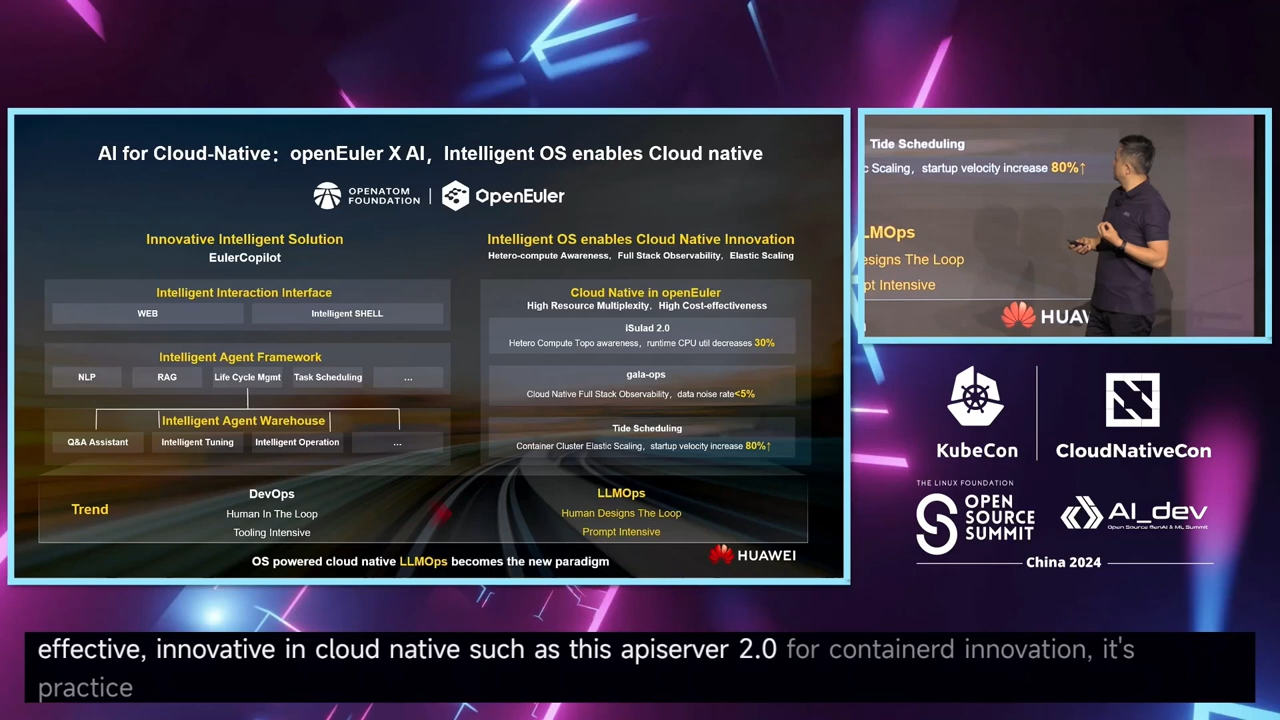 AI for Cloud-Native：openEuler X AI，Intelligent OS enables Cloud native
OPENATOM
FOUNDATION
OpenEuler
Innovative Intelligent Solution
EulerCopilot
Intelligent Interaction Interface
WEB
Intelligent SHELL
Intelligent Agent Framework
NLP
RAG
Life Cycle Mgmt
Task Scheduling
...
Intelligent Agent Warehouse
Q&A Assistant
Intelligent Tuning
Intelligent Operation
...
Intelligent OS enables Cloud Native Innovation
Hetero-compute Awareness，Full Stack Observability，Elastic Scaling
Cloud Native in openEuler
High Resource Multiplexity，High Cost-effectiveness
iSulad 2.0
Hetero Compute Topo awareness，runtime CPU util decreases 30%
gala-ops
Cloud Native Full Stack Observability，data noise rate<5%
Tide Scheduling
Container Cluster Elastic Scaling，startup velocity increase 80%↑
Trend
DevOps
Human In The Loop
Tooling Intensive
LLMOps
Human Designs The Loop
Prompt Intensive
OS powered cloud native LLMOps becomes the new paradigm
HUAWEI
Tide Scheduling
c Scaling，startup velocity increase 80%↑
LMOps
esigns The Loop
pt Intensive
HUAW
KubeCon
CloudNativeCon
THE LINUX FOUNDATION
OPEN
SOURCE
SUMMIT
AI_dev
Open Source GenAI & ML Summit
China 2024
effective, innovative in cloud native such as this apiserver 2.0 for containerd innovation, it's
practice